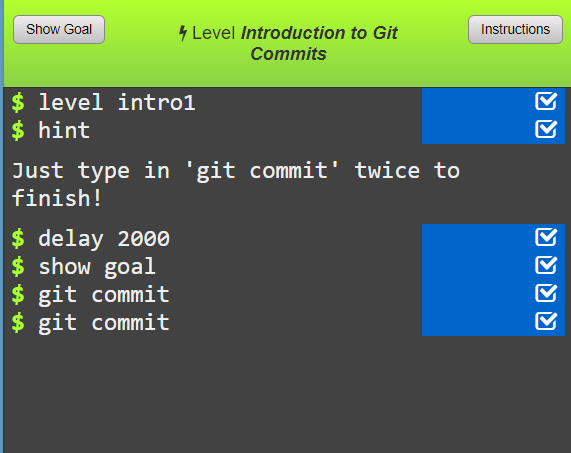 Show Goal
Level Introduction to Git
Commits
Instructions
$ level intro1
$ hint
Just type in 'git commit' twice to
finish!
$ delay 2000
$ show goal
$ git commit
$ git commit